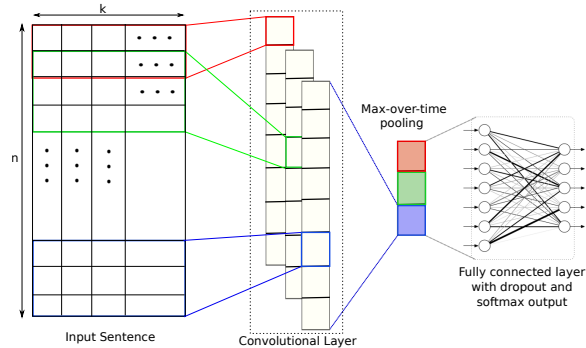 k
n
Max-over-time
pooling
Input Sentence
Convolutional Layer
Fully connected layer
with dropout and
softmax output